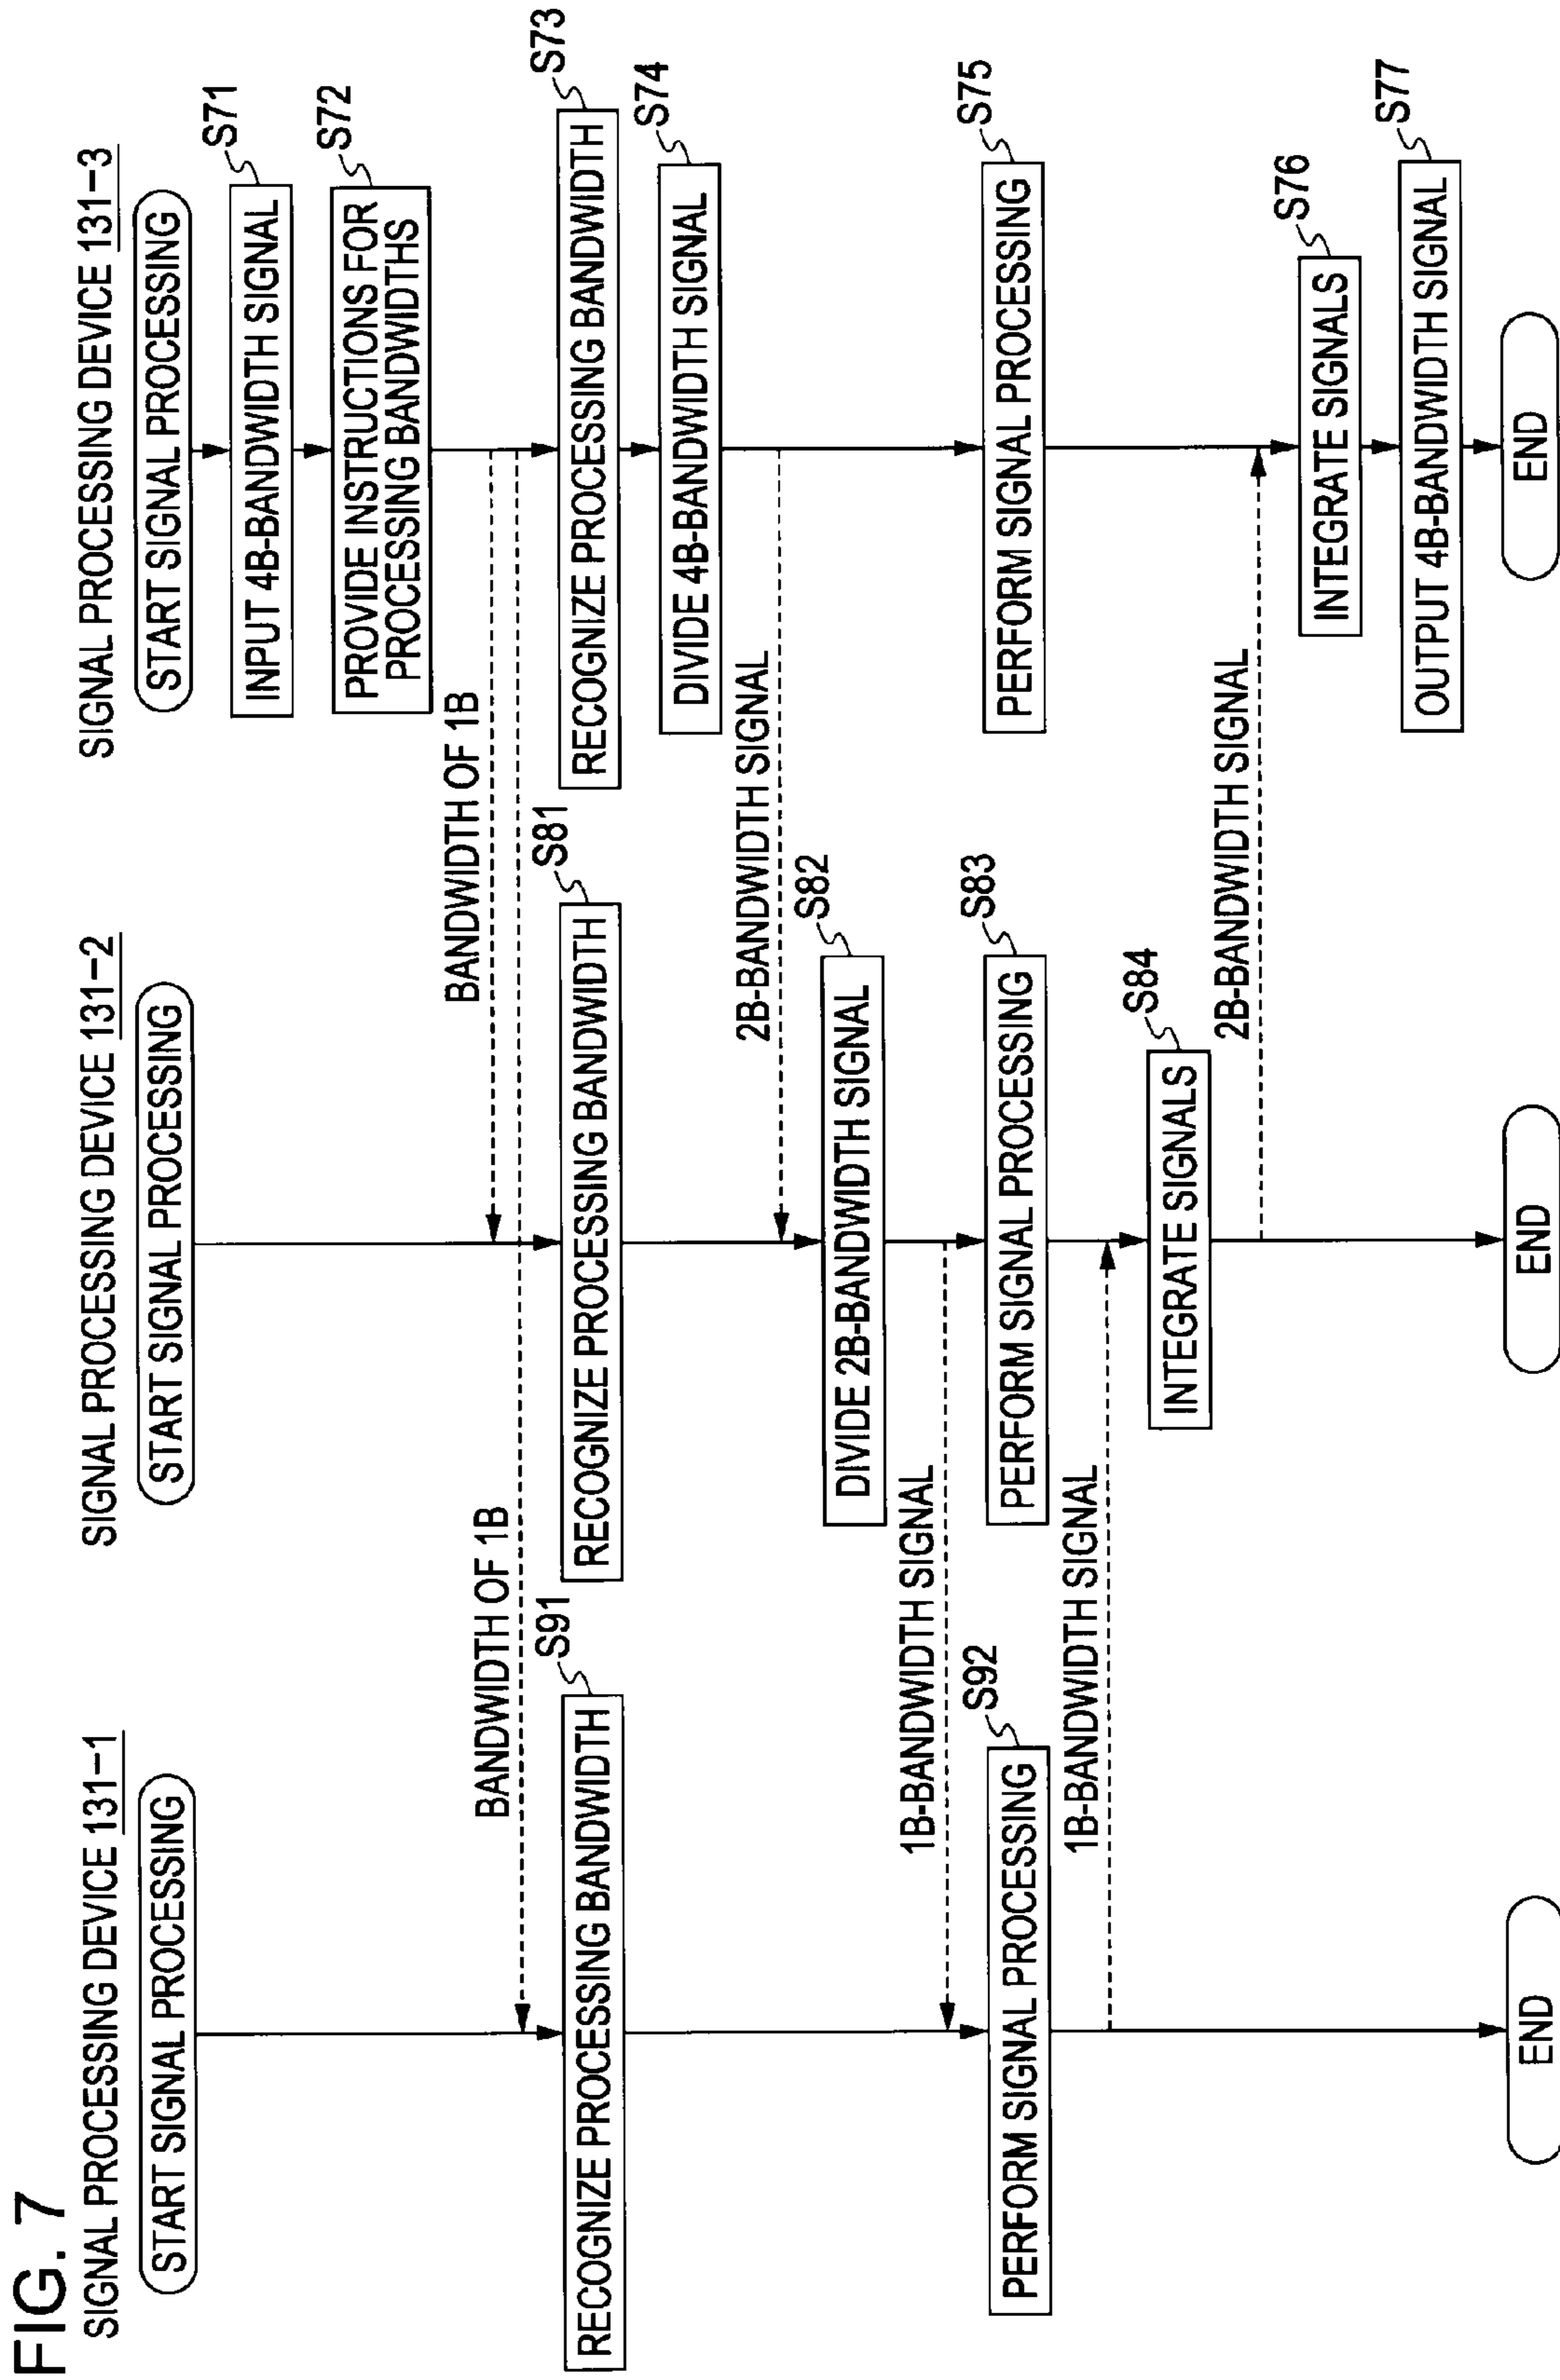 FIG. 7
SIGNAL PROCESSING DEVICE 131-1
START SIGNAL PROCESSING
BANDWIDTH OF 1B
S91
RECOGNIZE PROCESSING BANDWIDTH
1B-BANDWIDTH SIGNAL
S92
PERFORM SIGNAL PROCESSING
1B-BANDWIDTH SIGNAL
END
SIGNAL PROCESSING DEVICE 131-2
START SIGNAL PROCESSING
BANDWIDTH OF 1B
S81
RECOGNIZE PROCESSING BANDWIDTH
2B-BANDWIDTH SIGNAL
S82
DIVIDE 2B-BANDWIDTH SIGNAL
S83
PERFORM SIGNAL PROCESSING
S84
INTEGRATE SIGNALS
2B-BANDWIDTH SIGNAL
END
SIGNAL PROCESSING DEVICE 131-3
START SIGNAL PROCESSING
S71
INPUT 4B-BANDWIDTH SIGNAL
S72
PROVIDE INSTRUCTIONS FOR
PROCESSING BANDWIDTHS
S73
RECOGNIZE PROCESSING BANDWIDTH
S74
DIVIDE 4B-BANDWIDTH SIGNAL
S75
PERFORM SIGNAL PROCESSING
S76
INTEGRATE SIGNALS
S77
OUTPUT 4B-BANDWIDTH SIGNAL
END